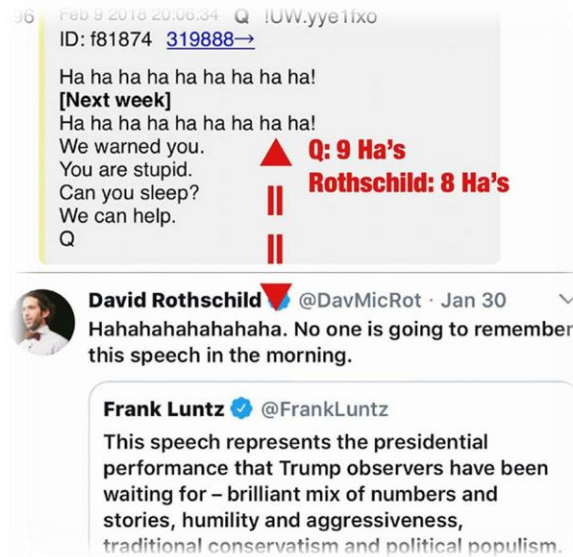 96 Feb 9 2018 20:06:34 Q !UW.yye1fxo
ID: f81874 319888→
Ha ha ha ha ha ha ha ha ha!
[Next week]
Ha ha ha ha ha ha ha ha ha!
We warned you.
You are stupid.
Can you sleep?
We can help.
Q
Q: 9 Ha's
Rothschild: 8 Ha's
David Rothschild @DavMicRot · Jan 30
Hahahahahahahaha. No one is going to remember
this speech in the morning.
Frank Luntz @FrankLuntz
This speech represents the presidential
performance that Trump observers have been
waiting for – brilliant mix of numbers and
stories, humility and aggressiveness,
traditional conservatism and political populism.